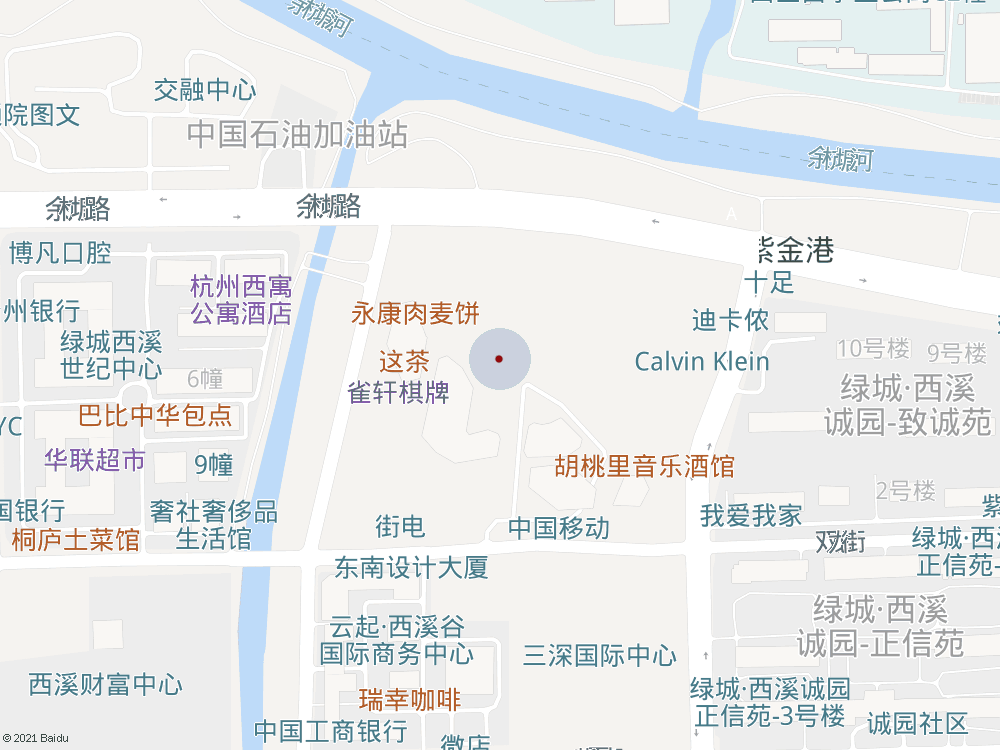 余杭塘河
交融中心
院图文
中国石油加油站
余杭塘河
余杭塘路
余杭塘路
A
紫金港
博凡口腔
十足
杭州西寓
公寓酒店
州银行
永康肉麦饼
迪卡侬
绿城西溪
世纪中心
这茶
Calvin Klein
10号楼
9号楼
6幢
雀轩棋牌
绿城·西溪
诚园-致诚苑
YC
巴比中华包点
华联超市
9幢
胡桃里音乐酒馆
2号楼
国银行
奢社奢侈品
生活馆
街电
中国移动
我爱我家
紫
桐庐土菜馆
双龙街
绿城·西
正信苑-
东南设计大厦
绿城·西溪
诚园-正信苑
云起·西溪谷
国际商务中心
三深国际中心
西溪财富中心
瑞幸咖啡
绿城·西溪诚园
正信苑-3号楼
诚园社区
中国工商银行
微店
© 2021 Baidu